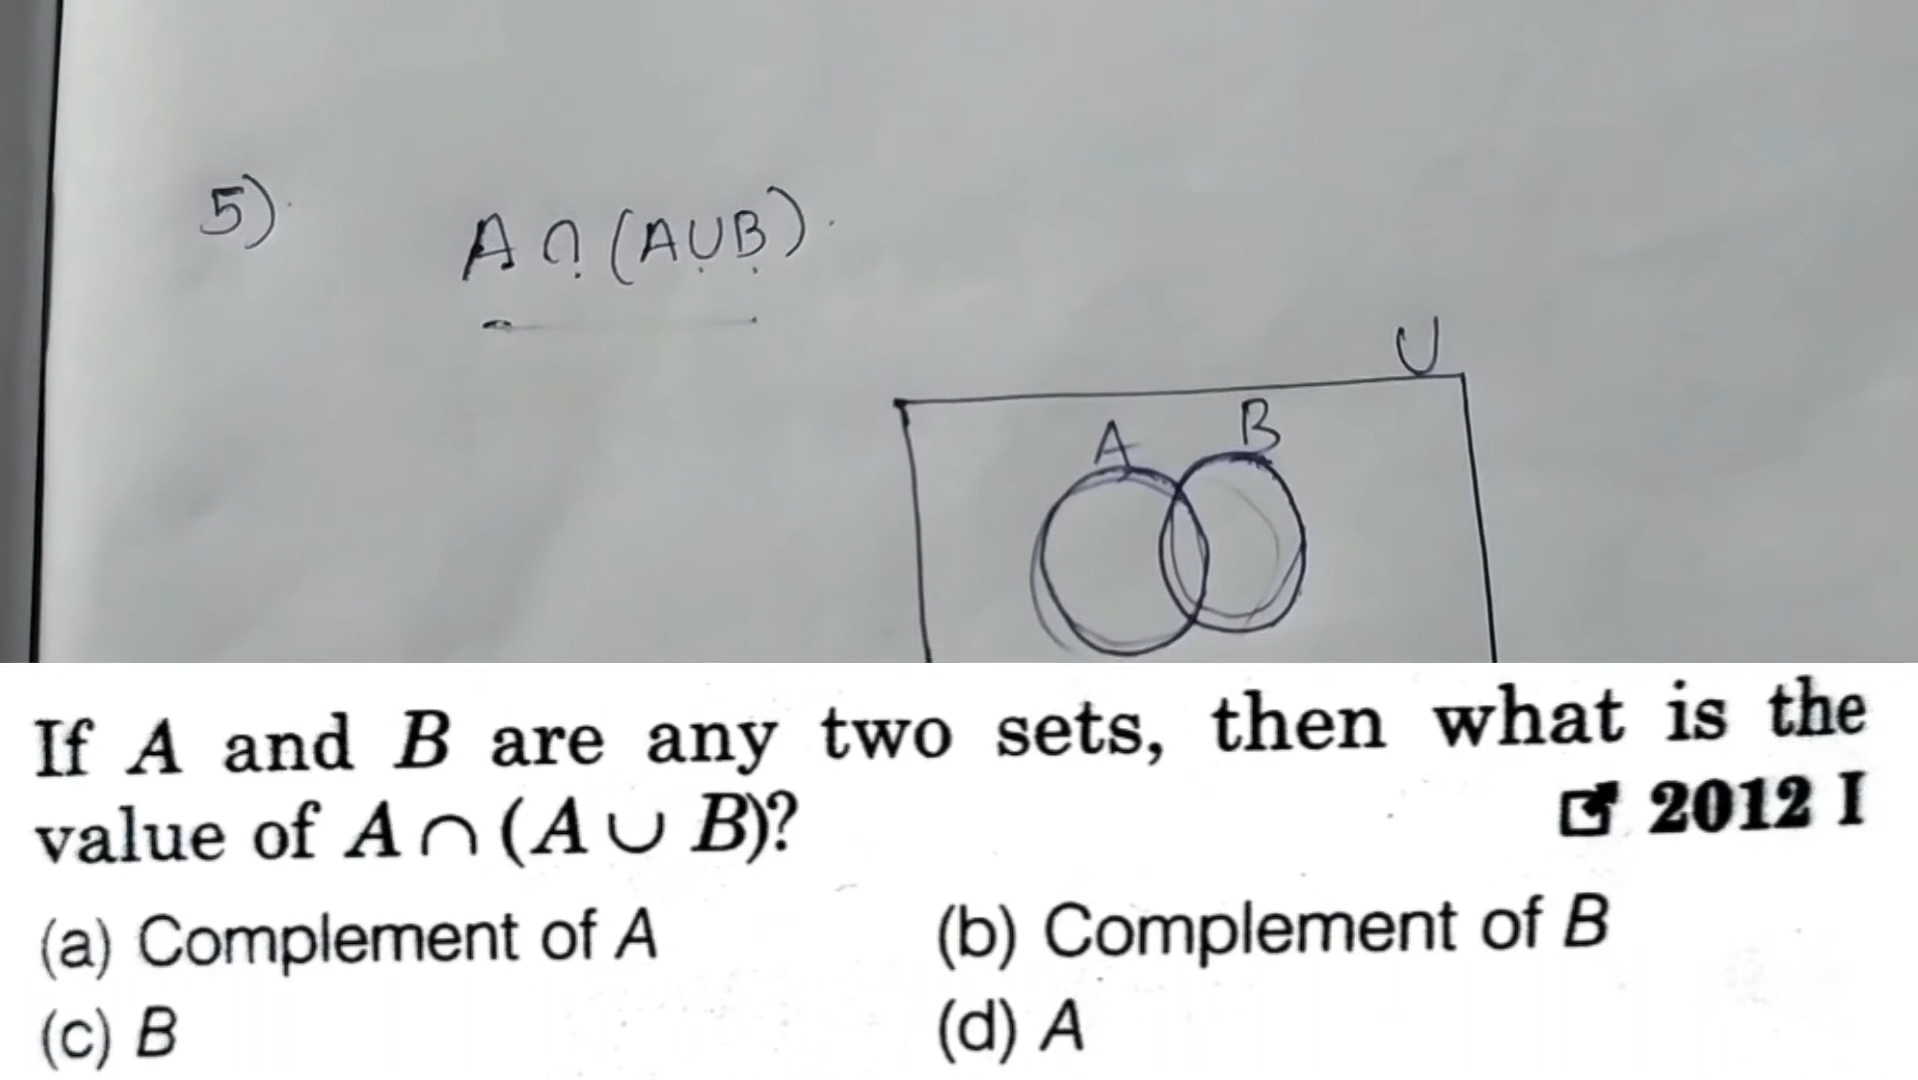 5)
A ∩ (A∪B).
U
A B
If A and B are any two sets, then what is the
value of A ∩ (A ∪ B)? 2012 I
(a) Complement of A (b) Complement of B
(c) B (d) A